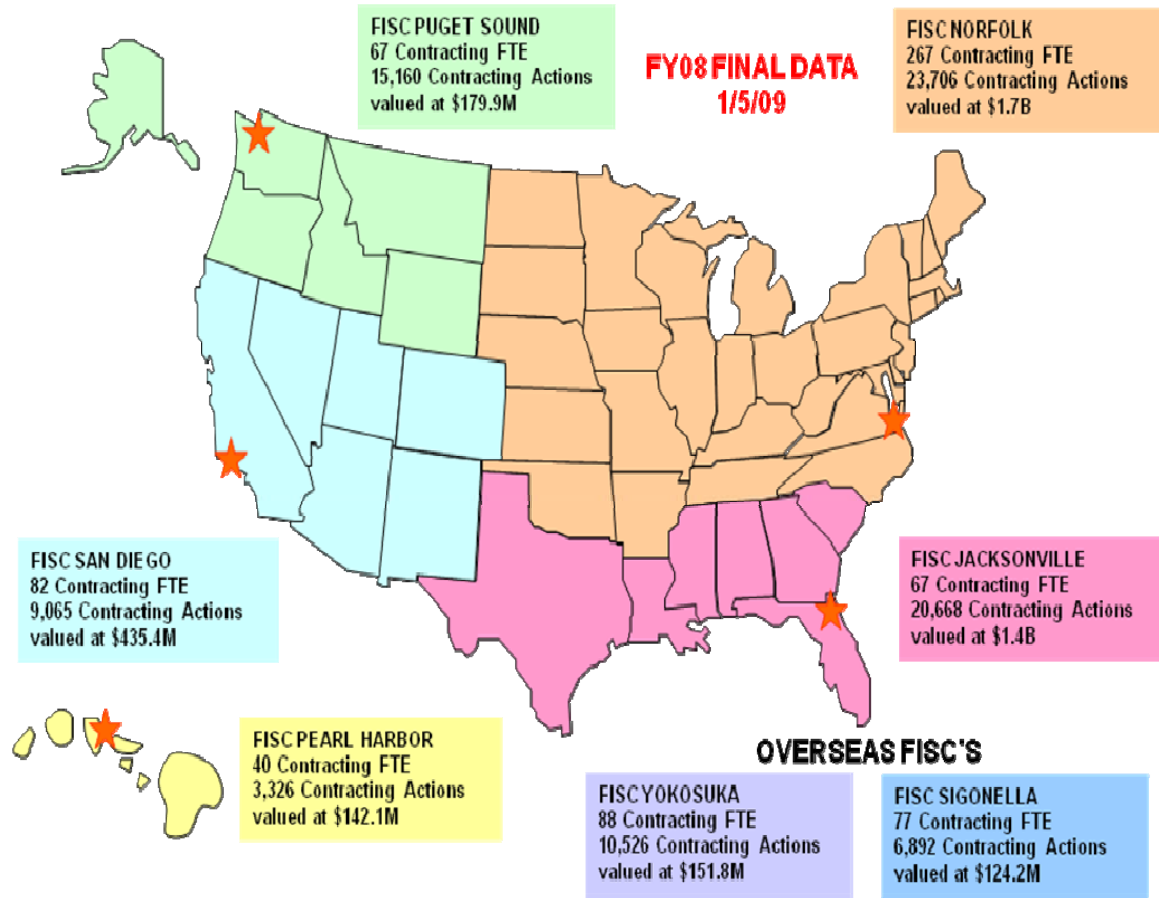 FISC PUGET SOUND
67 Contracting FTE
15,160 Contracting Actions
valued at $179.9M
FY08 FINAL DATA
1/5/09
FISC NORFOLK
267 Contracting FTE
23,706 Contracting Actions
valued at $1.7B
FISC SAN DIEGO
82 Contracting FTE
9,065 Contracting Actions
valued at $435.4M
FISC JACKSONVILLE
67 Contracting FTE
20,668 Contracting Actions
valued at $1.4B
FISC PEARL HARBOR
40 Contracting FTE
3,326 Contracting Actions
valued at $142.1M
OVERSEAS FISC'S
FISC YOKOSUKA
88 Contracting FTE
10,526 Contracting Actions
valued at $151.8M
FISC SIGONELLA
77 Contracting FTE
6,892 Contracting Actions
valued at $124.2M